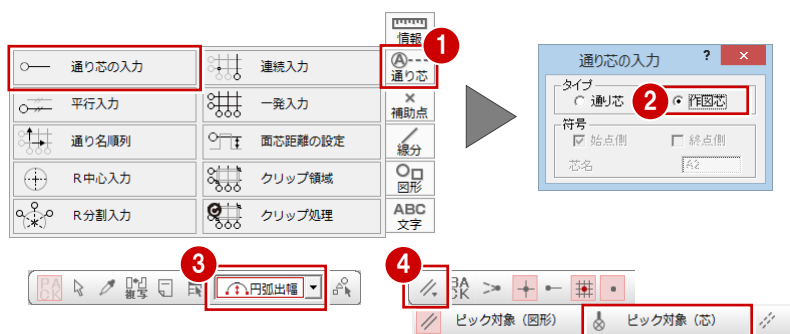 情報
1
通り芯の入力
連続入力
通り芯
平行入力
一発入力
補助点
通り名順列
面芯距離の設定
線分
R中心入力
クリップ領域
図形
R分割入力
クリップ処理
ABC
文字
通り芯の入力 ? ×
タイプ
通り芯
2
作図芯
符号
始点側
終点側
芯名
A2
3
PACK
複写
円弧出幅
4
ピック対象（図形）
ピック対象（芯）